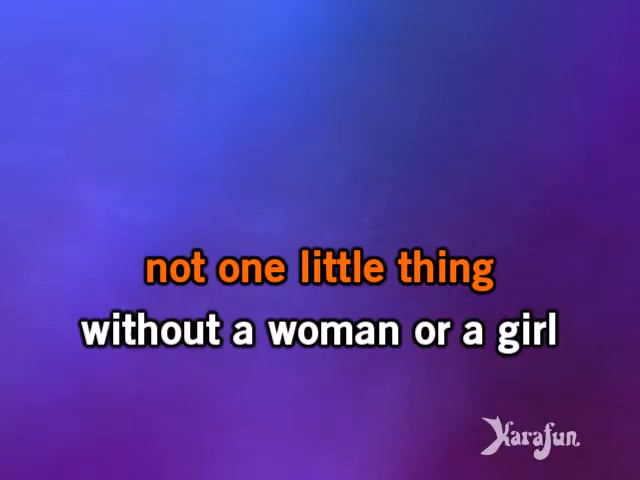 not one little thing
without a woman or a girl
Karafun